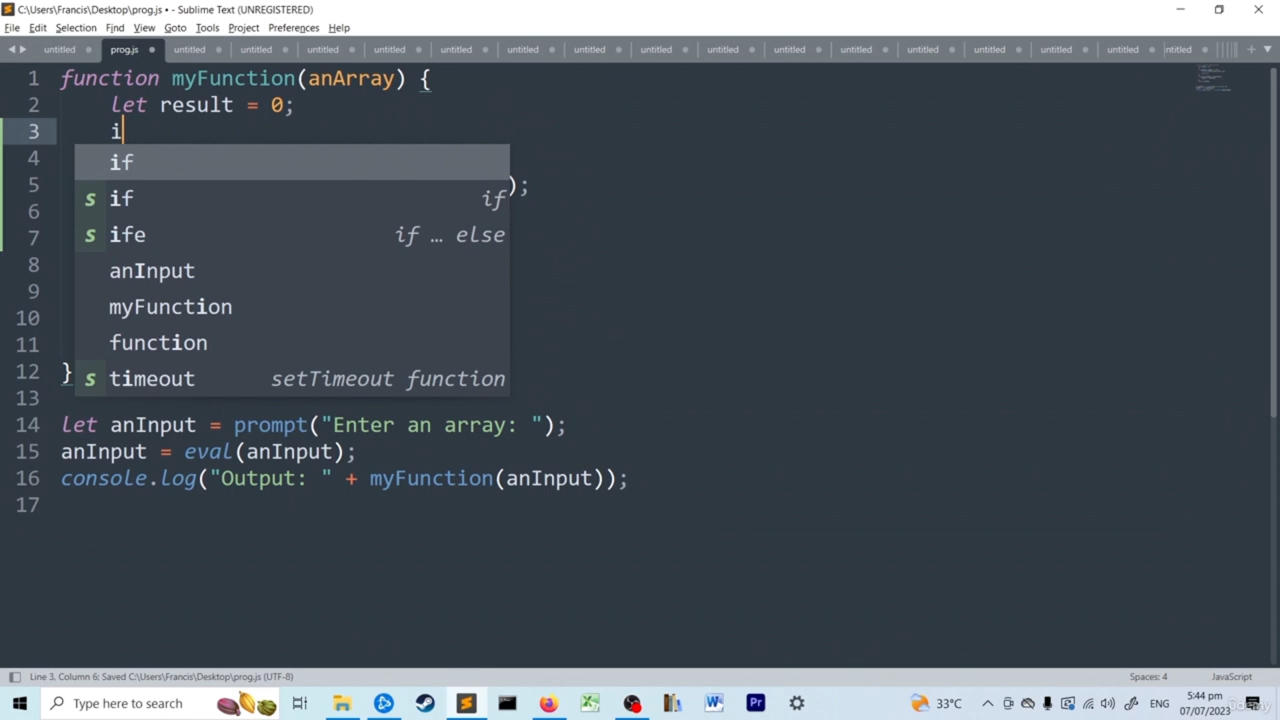 C:\Users\Francis\Desktop\prog.js • - Sublime Text (UNREGISTERED)
File Edit Selection Find View Goto Tools Project Preferences Help
untitled prog.js untitled untitled untitled untitled untitled untitled untitled untitled untitled untitled untitled untitled untitled untitled untitled ntitled
1 function myFunction(anArray) {
2 let result = 0;
3 i
4 if
5 );
s if if
6
7 s ife if … else
8 anInput
9 myFunction
10
11 function
12 } s timeout setTimeout function
13
14 let anInput = prompt("Enter an array: ");
15 anInput = eval(anInput);
16 console.log("Output: " + myFunction(anInput));
17
Line 3, Column 6; Saved C:\Users\Francis\Desktop\prog.js (UTF-8) Spaces: 4 JavaScript
Type here to search 33°C ENG 5:44 pm
07/07/2023
Udemy